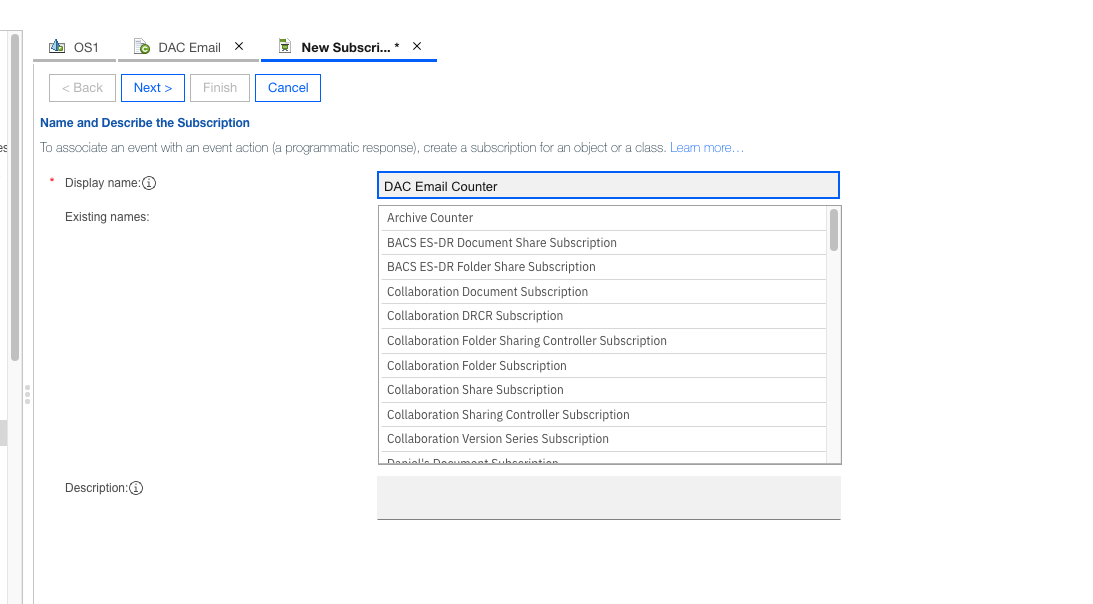 OS1 DAC Email New Subscri... *
< Back Next > Finish Cancel
Name and Describe the Subscription
es To associate an event with an event action (a programmatic response), create a subscription for an object or a class. Learn more…
* Display name: DAC Email Counter
Existing names:
Archive Counter
BACS ES-DR Document Share Subscription
BACS ES-DR Folder Share Subscription
Collaboration Document Subscription
Collaboration DRCR Subscription
Collaboration Folder Sharing Controller Subscription
Collaboration Folder Subscription
Collaboration Share Subscription
Collaboration Sharing Controller Subscription
Collaboration Version Series Subscription
Daniel's Document Subscription
Description: